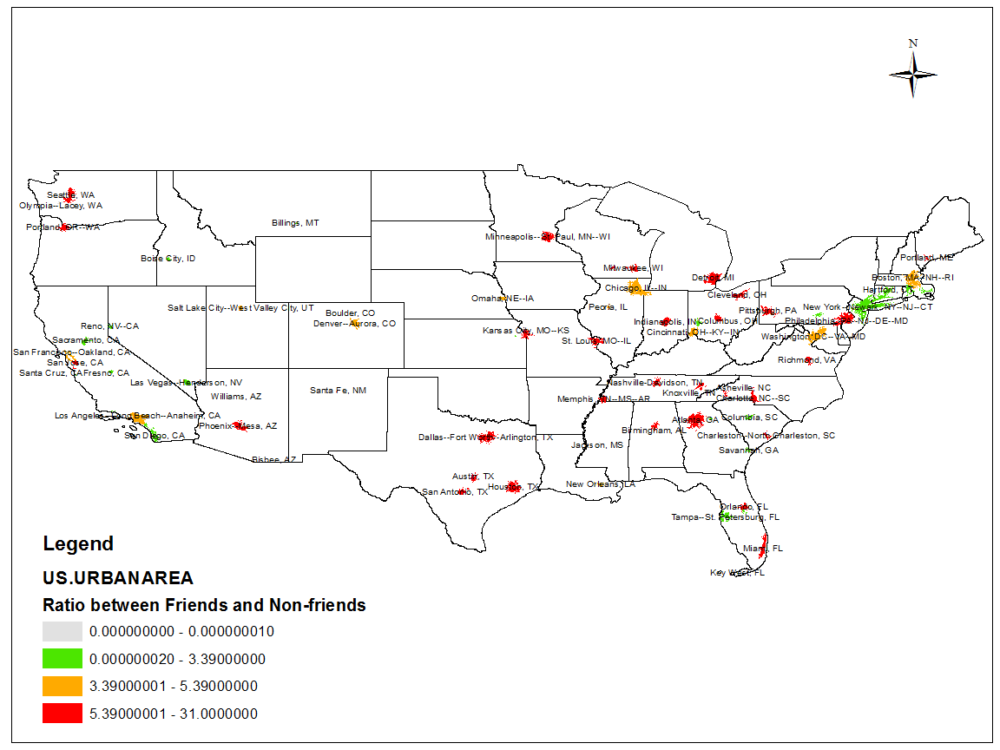 N
Seattle, WA
Olympia--Lacey, WA
Portland, OR--WA
Billings, MT
Boise City, ID
Minneapolis--St. Paul, MN--WI
Milwaukee, WI
Detroit, MI
Portland, ME
Boston, MA--NH--RI
Hartford, CT
Chicago, IL--IN
Cleveland, OH
Omaha, NE--IA
Peoria, IL
Pittsburgh, PA
New York--Newark, NY--NJ--CT
Salt Lake City--West Valley City, UT
Boulder, CO
Denver--Aurora, CO
Indianapolis, IN
Columbus, OH
Philadelphia, PA--NJ--DE--MD
Reno, NV--CA
Kansas City, MO--KS
Cincinnati, OH--KY--IN
Washington, DC--VA--MD
Sacramento, CA
St. Louis, MO--IL
San Francisco--Oakland, CA
San Jose, CA
Richmond, VA
Santa Cruz, CA
Fresno, CA
Las Vegas--Henderson, NV
Nashville-Davidson, TN
Asheville, NC
Santa Fe, NM
Knoxville, TN
Williams, AZ
Memphis, TN--MS--AR
Charlotte, NC--SC
Los Angeles--Long Beach--Anaheim, CA
Atlanta, GA
Columbia, SC
Phoenix--Mesa, AZ
Birmingham, AL
San Diego, CA
Dallas--Fort Worth--Arlington, TX
Charleston--North Charleston, SC
Jackson, MS
Savannah, GA
Bisbee, AZ
Austin, TX
New Orleans, LA
Houston, TX
San Antonio, TX
Orlando, FL
Tampa--St. Petersburg, FL
Miami, FL
Key West, FL
Legend
US.URBANAREA
Ratio between Friends and Non-friends
0.000000000 - 0.000000010
0.000000020 - 3.39000000
3.39000001 - 5.39000000
5.39000001 - 31.0000000